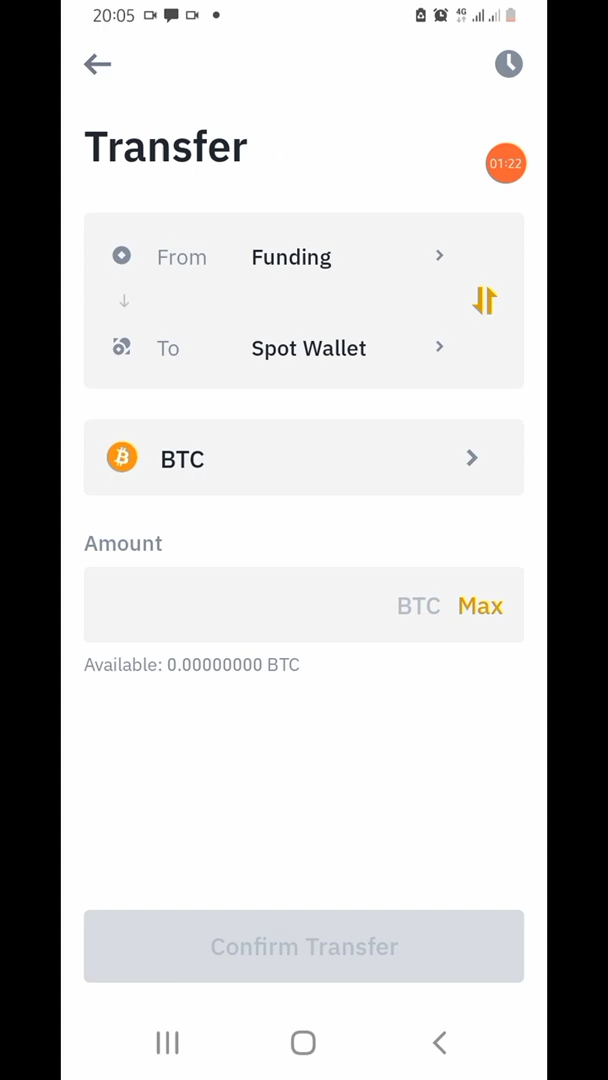 20:05 4G
Transfer
01:22
From Funding
To Spot Wallet
BTC
Amount
BTC Max
Available: 0.00000000 BTC
Confirm Transfer